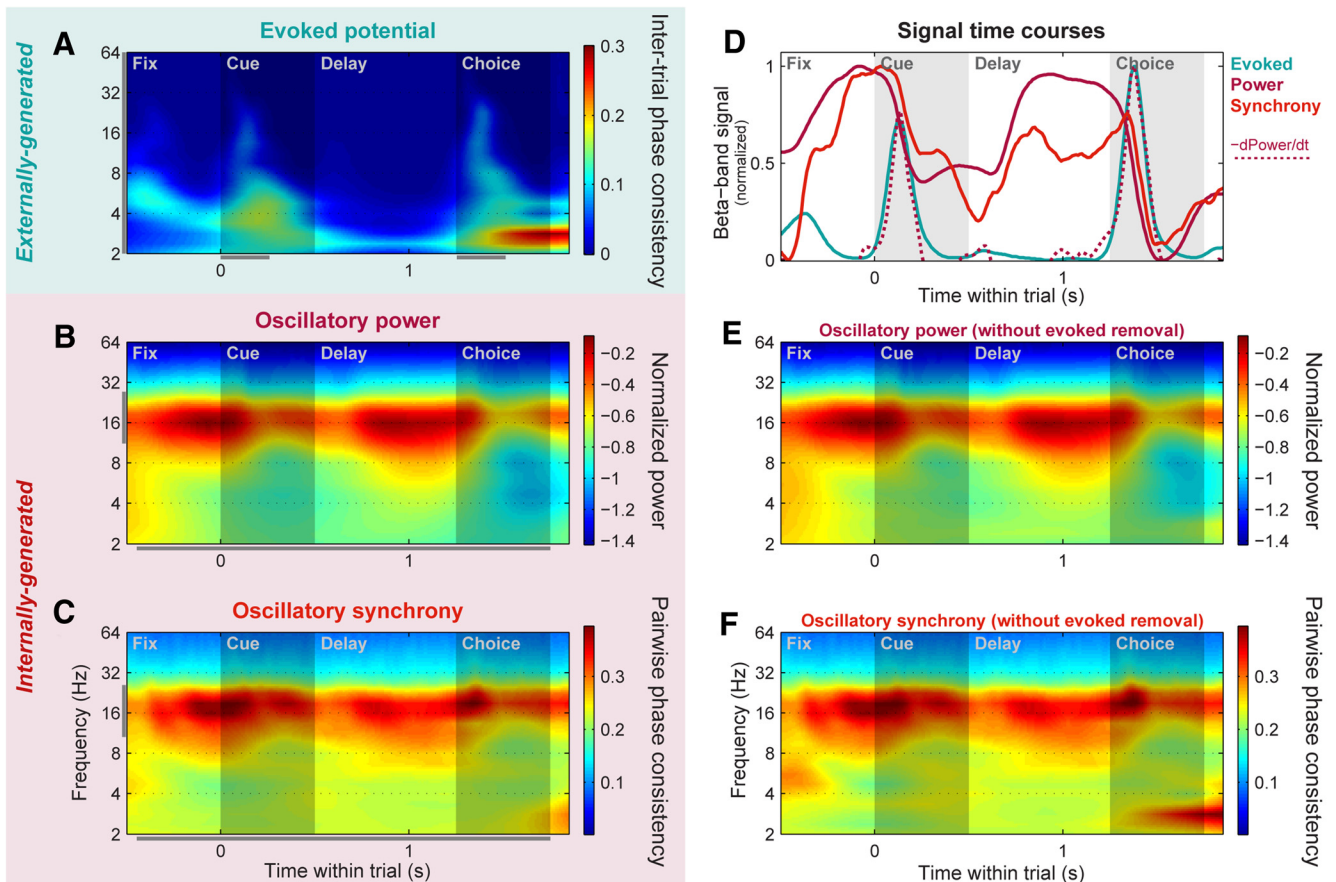 Externally-generated
A
Evoked potential
Fix
Cue
Delay
Choice
64
32
16
8
4
2
0
1
0.3
0.2
0.1
0
Inter-trial phase consistency
Internally-generated
B
Oscillatory power
Fix
Cue
Delay
Choice
64
32
16
8
4
2
0
1
−0.2
−0.4
−0.6
−0.8
−1
−1.2
−1.4
Normalized power
C
Oscillatory synchrony
Fix
Cue
Delay
Choice
Frequency (Hz)
64
32
16
8
4
2
0
1
Time within trial (s)
0.3
0.2
0.1
Pairwise phase consistency
D
Signal time courses
Fix
Cue
Delay
Choice
Beta−band signal
(normalized)
1
0.5
0
0
1
Time within trial (s)
Evoked
Power
Synchrony
−dPower/dt
E
Oscillatory power (without evoked removal)
Fix
Cue
Delay
Choice
64
32
16
8
4
2
0
1
−0.2
−0.4
−0.6
−0.8
−1
−1.2
−1.4
Normalized power
F
Oscillatory synchrony (without evoked removal)
Fix
Cue
Delay
Choice
Frequency (Hz)
64
32
16
8
4
2
0
1
Time within trial (s)
0.3
0.2
0.1
Pairwise phase consistency